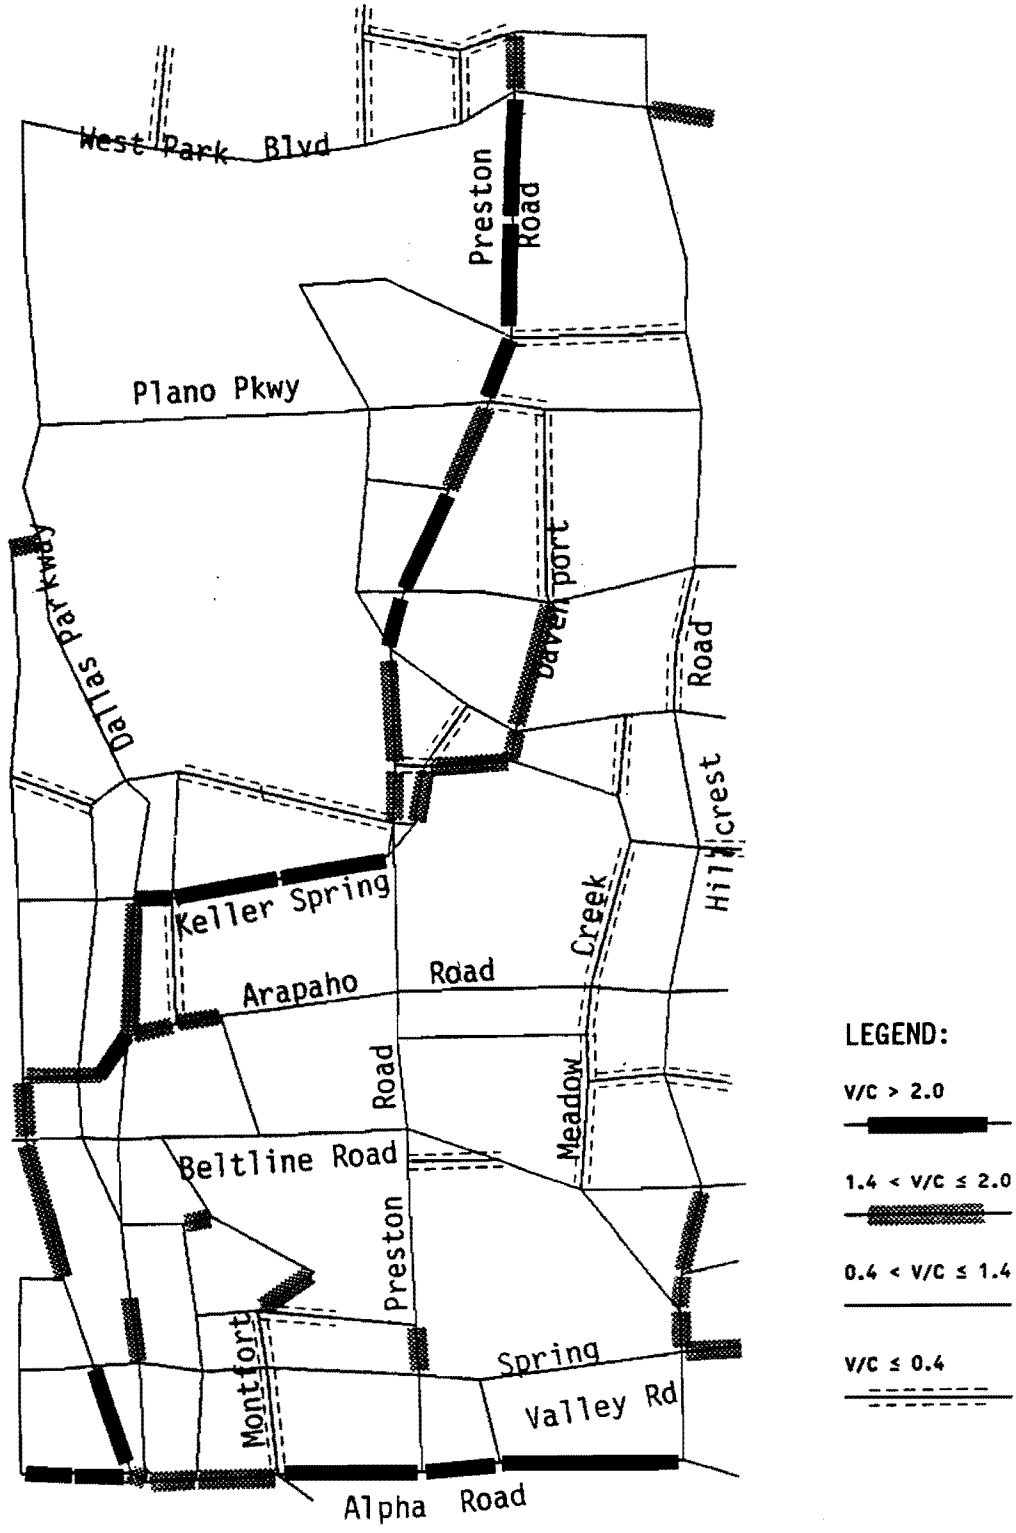 West Park Blvd
Preston
Road
Plano Pkwy
Dallas Parkway
Davenport
Road
Hillcrest
Keller Spring
Creek
Arapaho Road
Road
Meadow
Beltline Road
Preston
Montfort
Spring
Valley Rd
Alpha Road
LEGEND:
V/C > 2.0
1.4 < V/C ≤ 2.0
0.4 < V/C ≤ 1.4
V/C ≤ 0.4